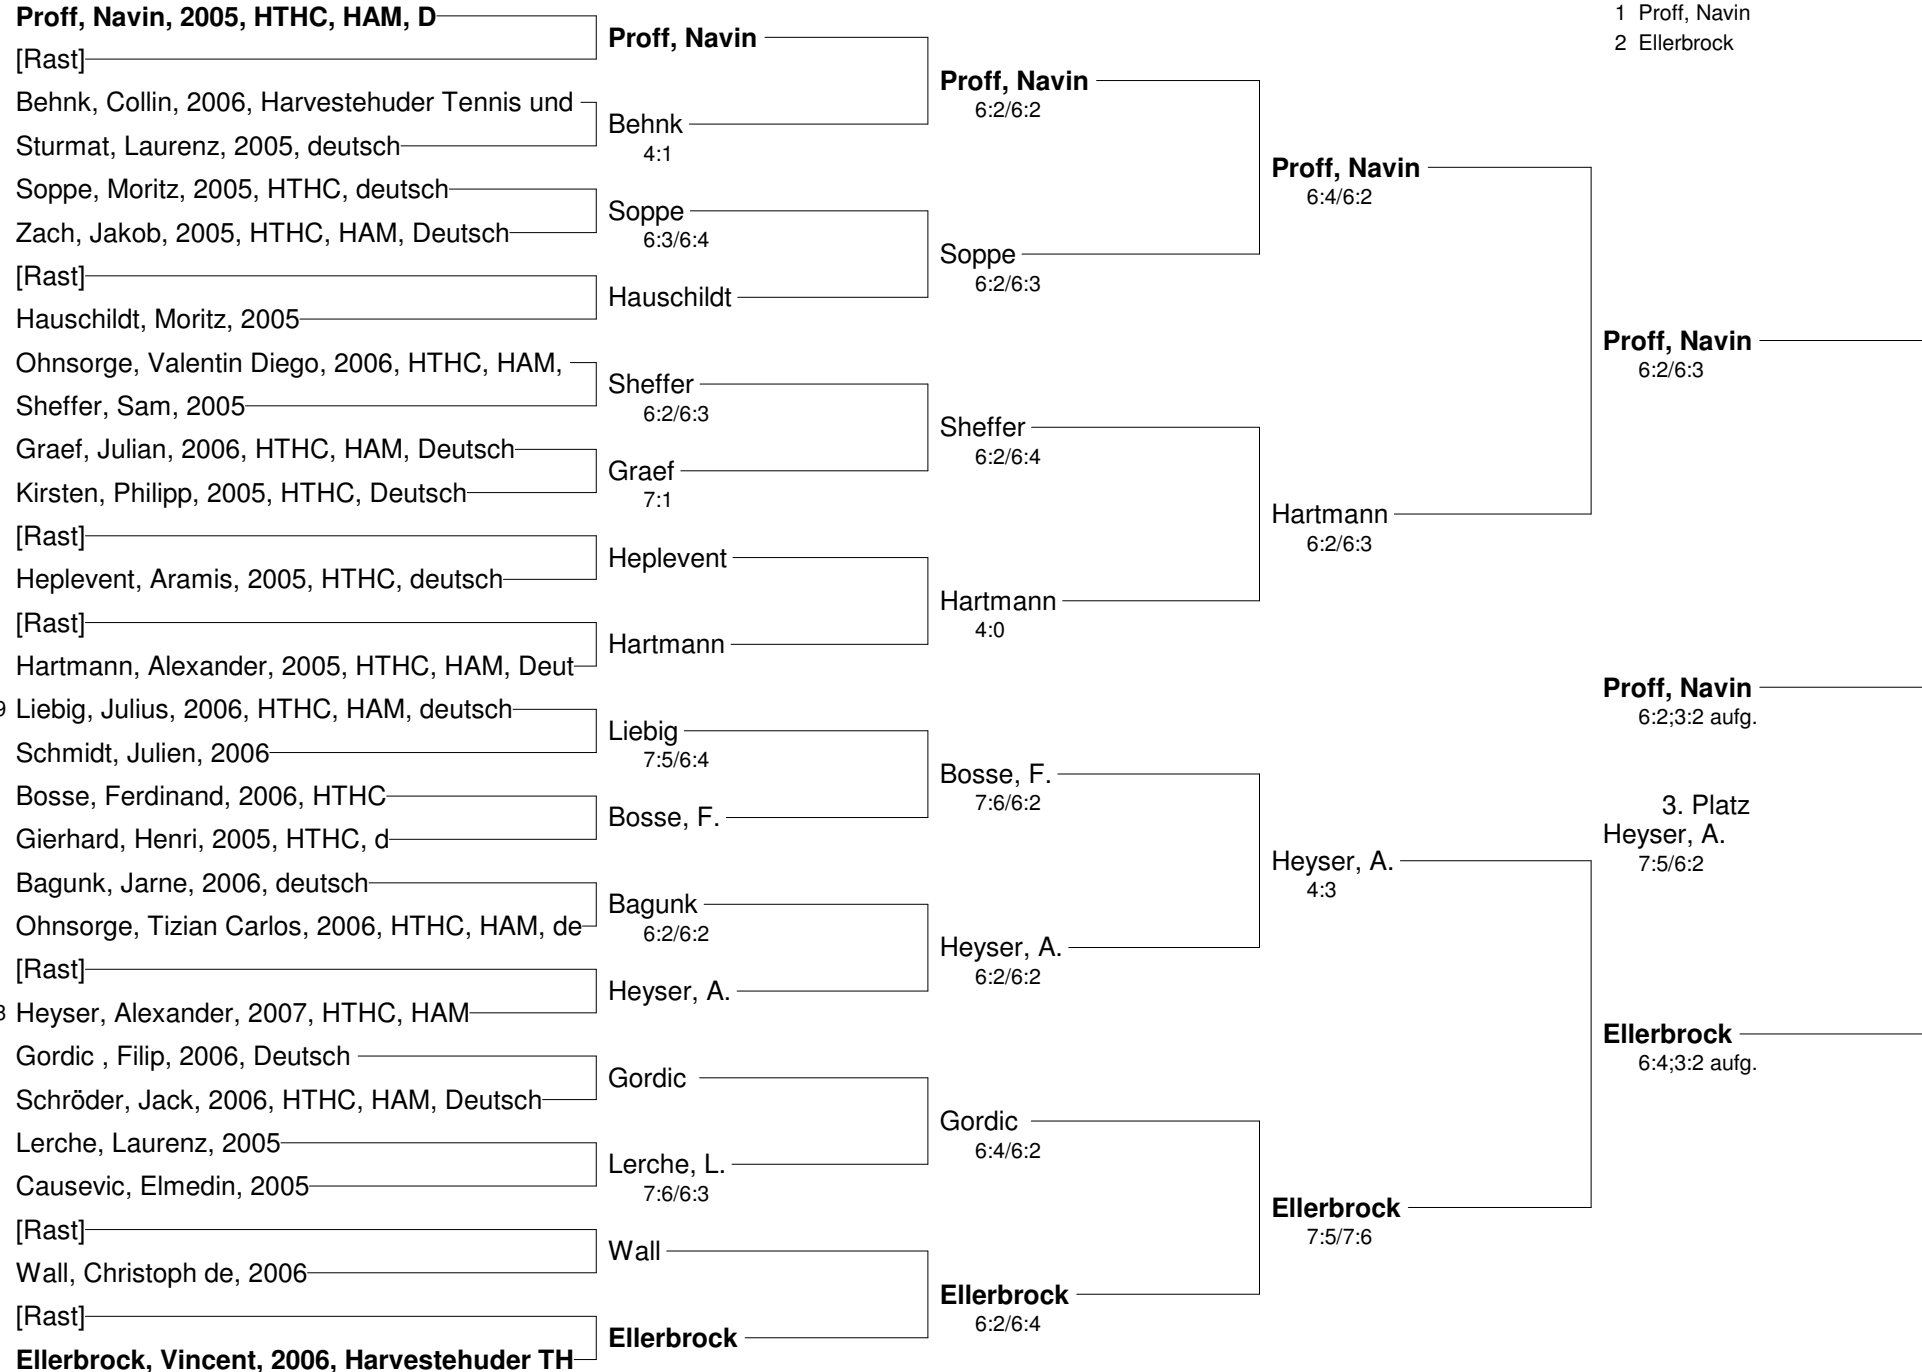 Proff, Navin, 2005, HTHC, HAM, D
[Rast]
Behnk, Collin, 2006, Harvestehuder Tennis und
Sturmat, Laurenz, 2005, deutsch
Soppe, Moritz, 2005, HTHC, deutsch
Zach, Jakob, 2005, HTHC, HAM, Deutsch
[Rast]
Hauschildt, Moritz, 2005
Ohnsorge, Valentin Diego, 2006, HTHC, HAM,
Sheffer, Sam, 2005
Graef, Julian, 2006, HTHC, HAM, Deutsch
Kirsten, Philipp, 2005, HTHC, Deutsch
[Rast]
Heplevent, Aramis, 2005, HTHC, deutsch
[Rast]
Hartmann, Alexander, 2005, HTHC, HAM, Deut
Liebig, Julius, 2006, HTHC, HAM, deutsch
Schmidt, Julien, 2006
Bosse, Ferdinand, 2006, HTHC
Gierhard, Henri, 2005, HTHC, d
Bagunk, Jarne, 2006, deutsch
Ohnsorge, Tizian Carlos, 2006, HTHC, HAM, de
[Rast]
Heyser, Alexander, 2007, HTHC, HAM
Gordic , Filip, 2006, Deutsch
Schröder, Jack, 2006, HTHC, HAM, Deutsch
Lerche, Laurenz, 2005
Causevic, Elmedin, 2005
[Rast]
Wall, Christoph de, 2006
[Rast]
Ellerbrock, Vincent, 2006, Harvestehuder TH
Proff, Navin
Behnk
4:1
Soppe
6:3/6:4
Hauschildt
Sheffer
6:2/6:3
Graef
7:1
Heplevent
Hartmann
Liebig
7:5/6:4
Bosse, F.
Bagunk
6:2/6:2
Heyser, A.
Gordic
Lerche, L.
7:6/6:3
Wall
Ellerbrock
Proff, Navin
6:2/6:2
Soppe
6:2/6:3
Sheffer
6:2/6:4
Hartmann
4:0
Bosse, F.
7:6/6:2
Heyser, A.
6:2/6:2
Gordic
6:4/6:2
Ellerbrock
6:2/6:4
Proff, Navin
6:4/6:2
Hartmann
6:2/6:3
Heyser, A.
4:3
Ellerbrock
7:5/7:6
1 Proff, Navin
2 Ellerbrock
Proff, Navin
6:2/6:3
Proff, Navin
6:2;3:2 aufg.
3. Platz
Heyser, A.
7:5/6:2
Ellerbrock
6:4;3:2 aufg.